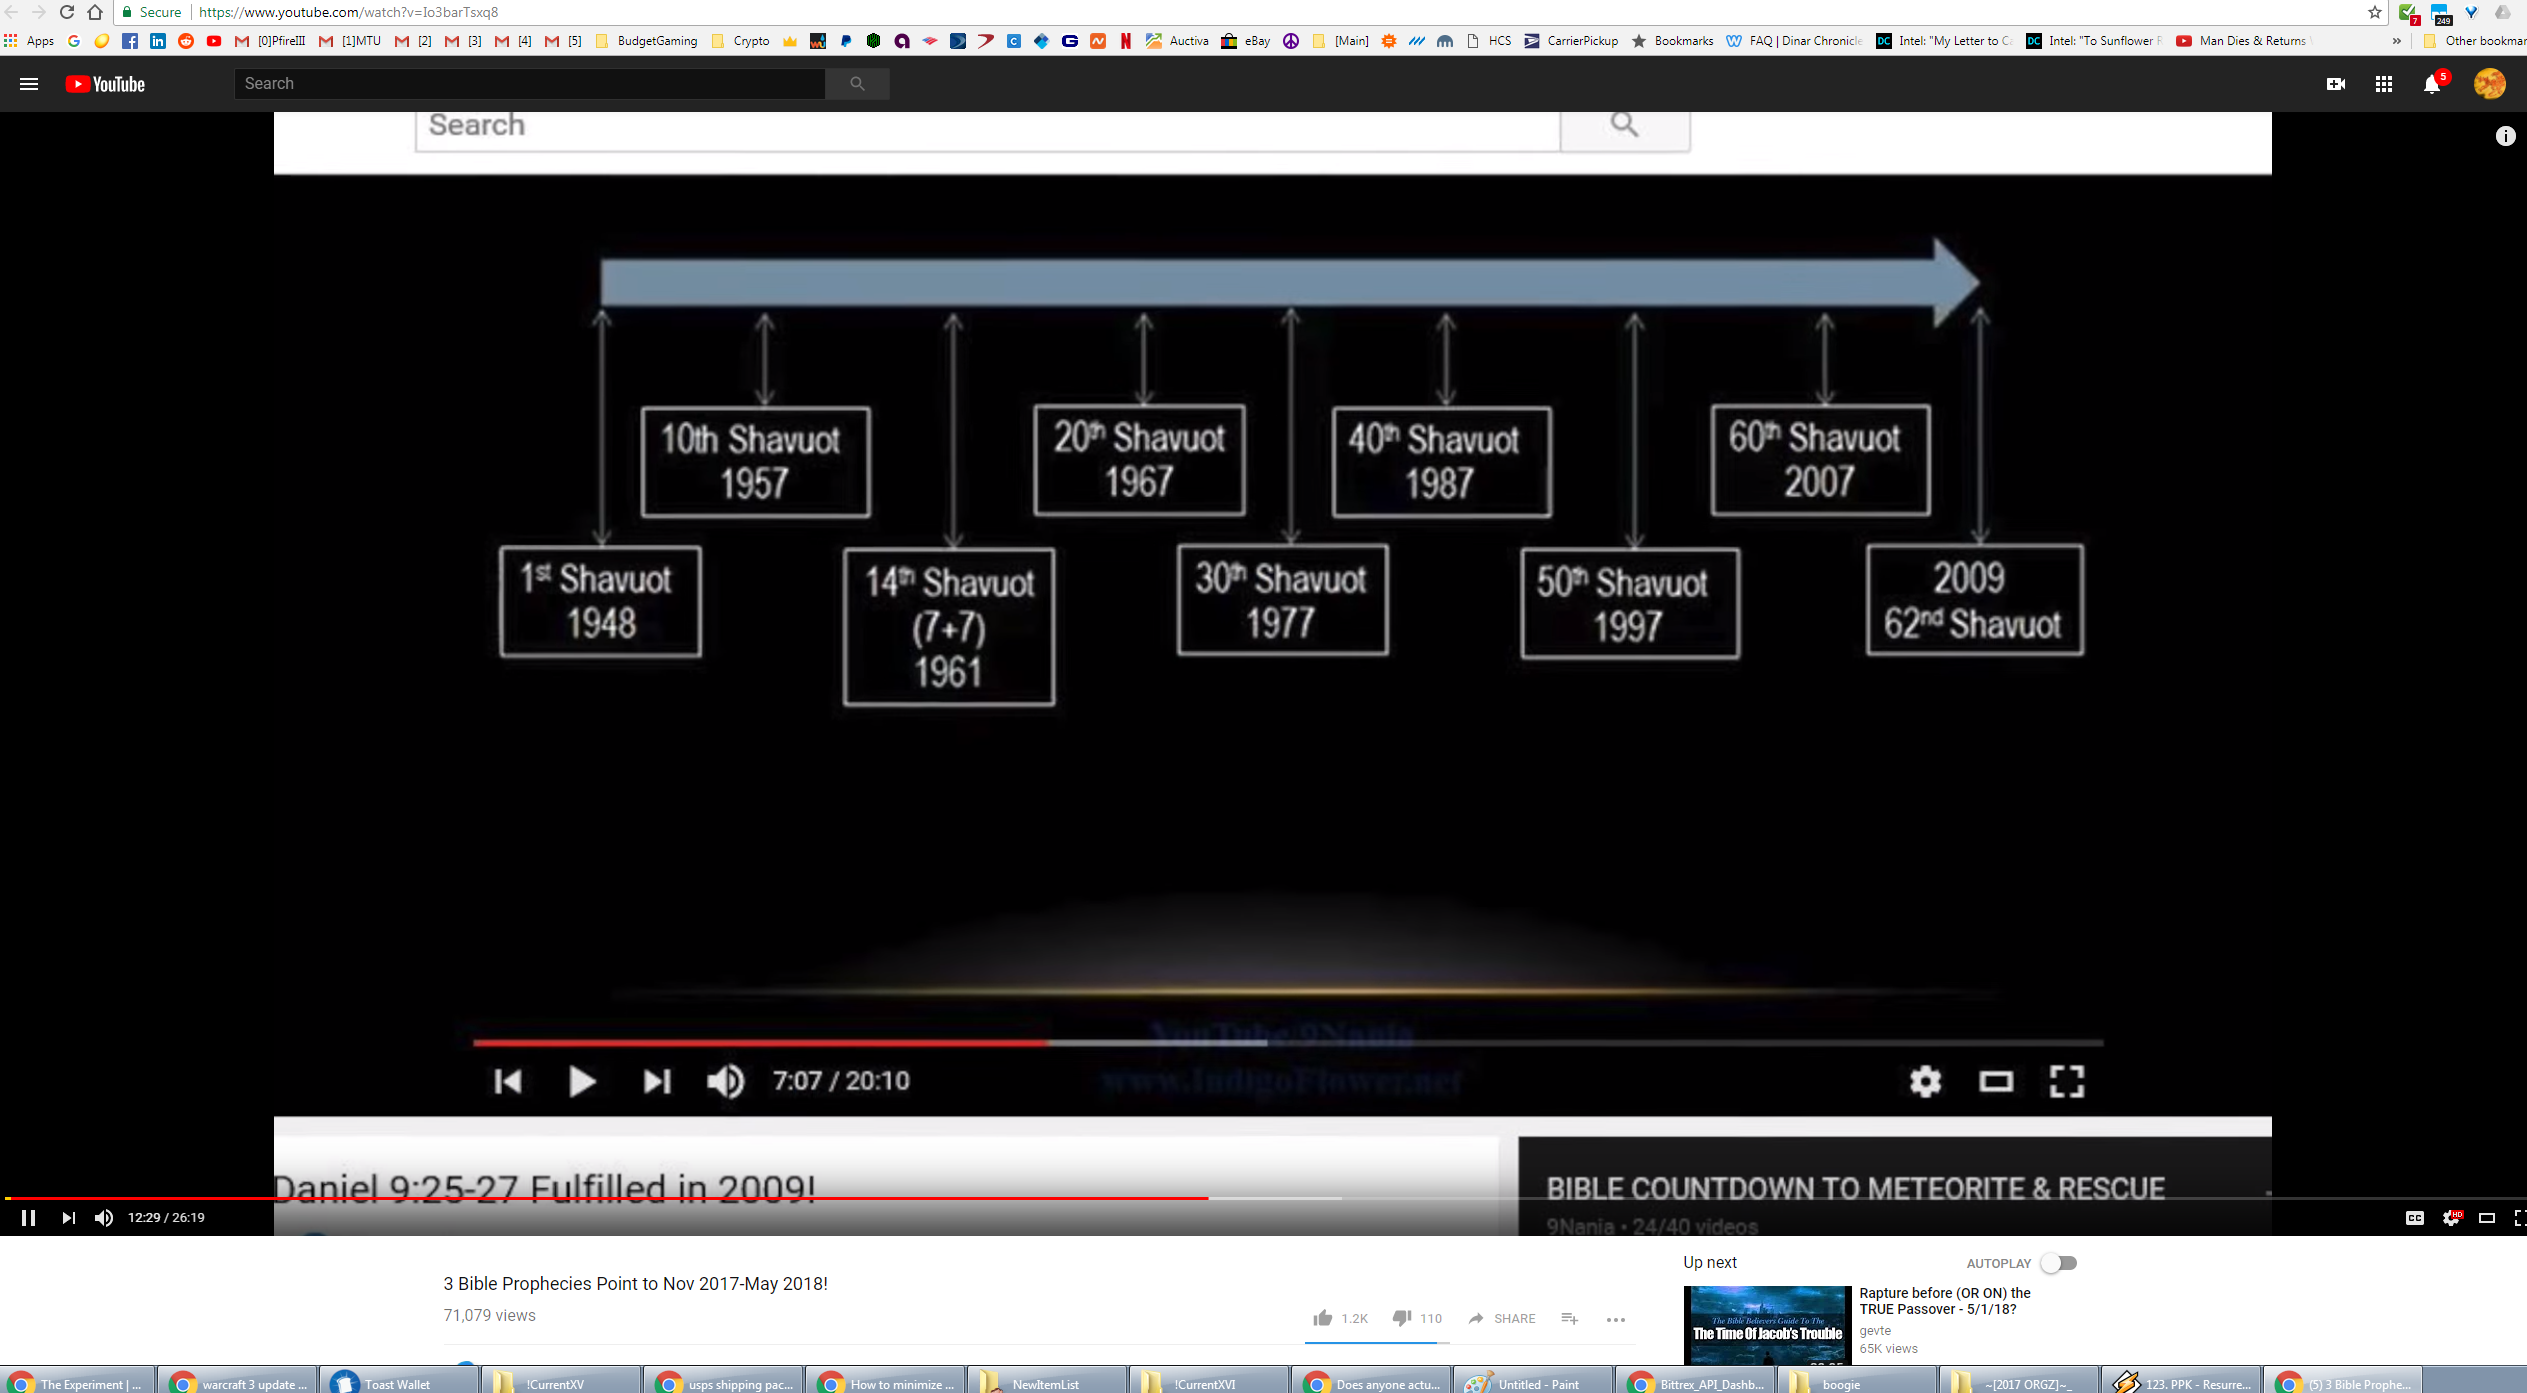 Secure https://www.youtube.com/watch?v=Io3barTsxq8
7
249
Apps [0]PfireIII [1]MTU [2] [3] [4] [5] BudgetGaming Crypto Auctiva eBay [Main] HCS CarrierPickup Bookmarks FAQ | Dinar Chronicle Intel: "My Letter to Ca Intel: "To Sunflower R Man Dies & Returns » Other bookmar
YouTube Search 5
Search
10th Shavuot
1957
20th Shavuot
1967
40th Shavuot
1987
60th Shavuot
2007
1st Shavuot
1948
14th Shavuot
(7+7)
1961
30th Shavuot
1977
50th Shavuot
1997
2009
62nd Shavuot
YouTube/9Nania
www.IndigoFlower.net
7:07 / 20:10
Daniel 9:25-27 Fulfilled in 2009!
BIBLE COUNTDOWN TO METEORITE & RESCUE
9Nania • 24/40 videos
12:29 / 26:19
CC HD
3 Bible Prophecies Point to Nov 2017-May 2018!
71,079 views
1.2K 110 SHARE
Up next AUTOPLAY
The Bible Believers Guide To The
The Time Of Jacob's Trouble
Rapture before (OR ON) the
TRUE Passover - 5/1/18?
gevte
65K views
The Experiment | ... warcraft 3 update ... Toast Wallet !CurrentXV usps shipping pac... How to minimize ... NewItemList !CurrentXVI Does anyone actu... Untitled - Paint Bittrex_API_Dashb... boogie ~[2017 ORGZ]~_ 123. PPK - Resurre... (5) 3 Bible Prophe...